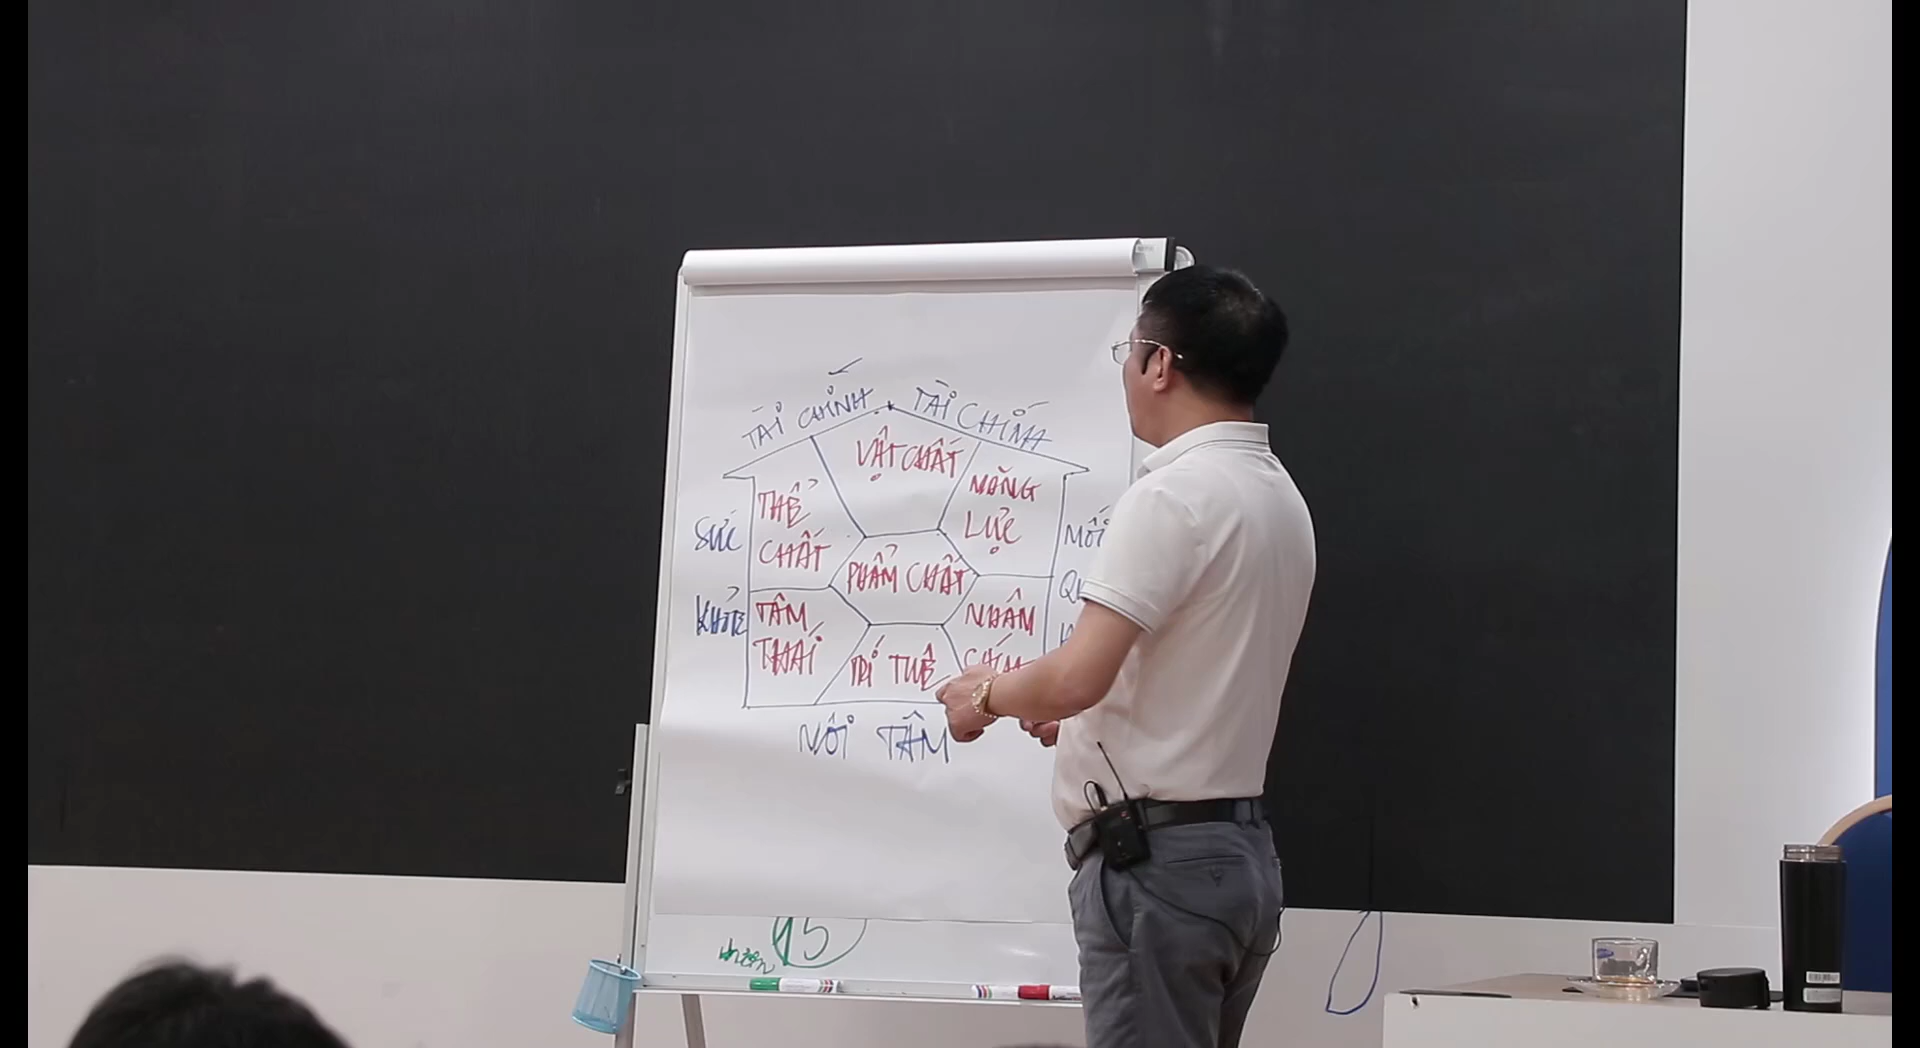 TÀI CHÍNH TÀI CHÍNH
VẬT CHẤT
THỂ
CHẤT
NĂNG
LỰC
SỨC
KHỎE
MỐI
PHẨM CHẤT
TÂM
THÁI
TRÍ TUỆ
NHÂN
NỘI TÂM
15